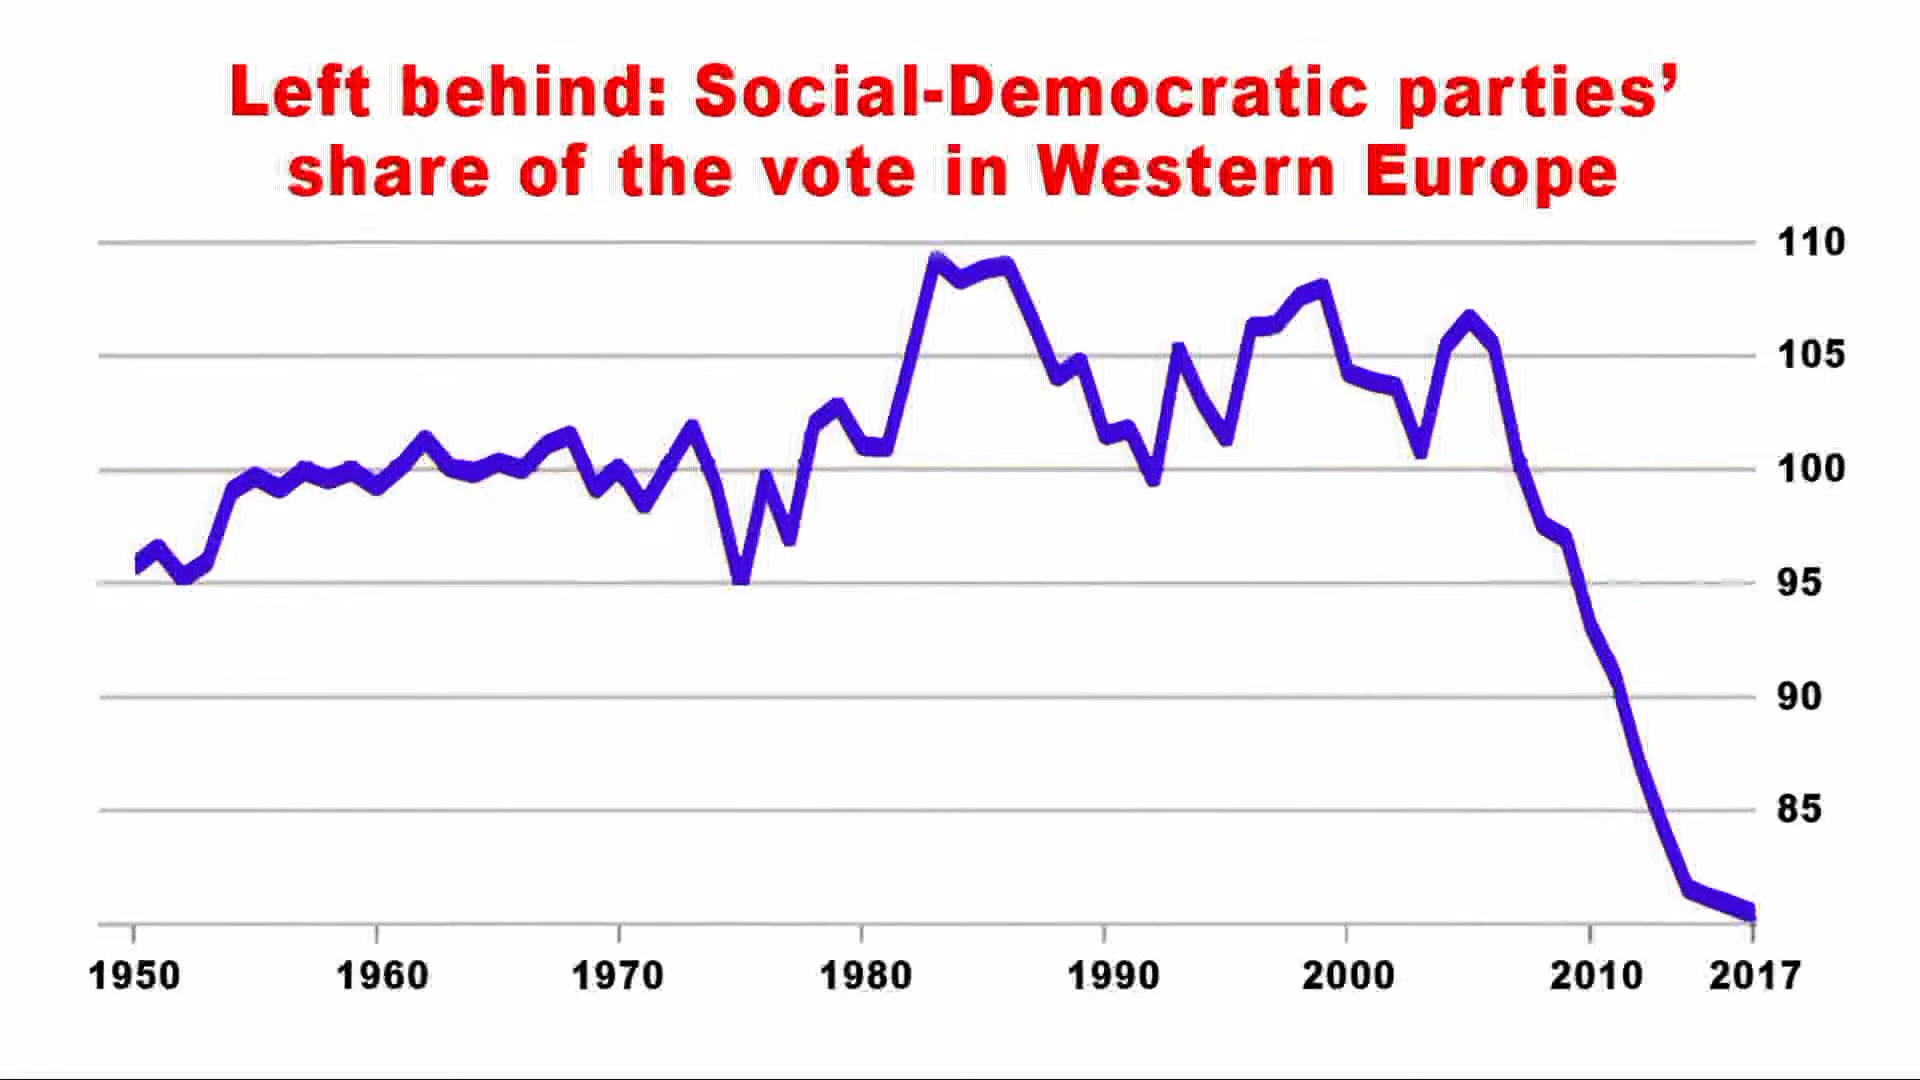 Left behind: Social-Democratic parties’
share of the vote in Western Europe
110
105
100
95
90
85
1950 1960 1970 1980 1990 2000 2010 2017